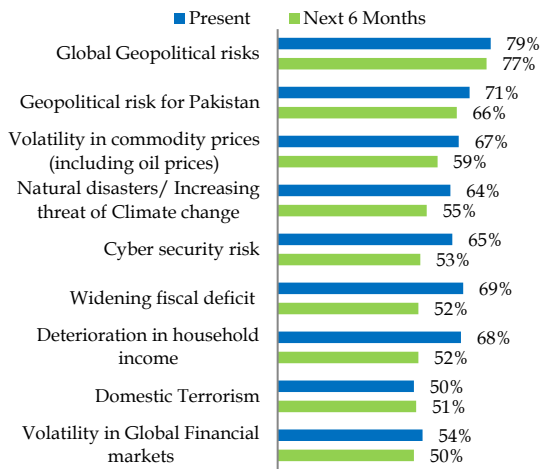 Present Next 6 Months
Global Geopolitical risks
79%
77%
Geopolitical risk for Pakistan
71%
66%
Volatility in commodity prices
(including oil prices)
67%
59%
Natural disasters/ Increasing
threat of Climate change
64%
55%
Cyber security risk
65%
53%
Widening fiscal deficit
69%
52%
Deterioration in household
income
68%
52%
Domestic Terrorism
50%
51%
Volatility in Global Financial
markets
54%
50%